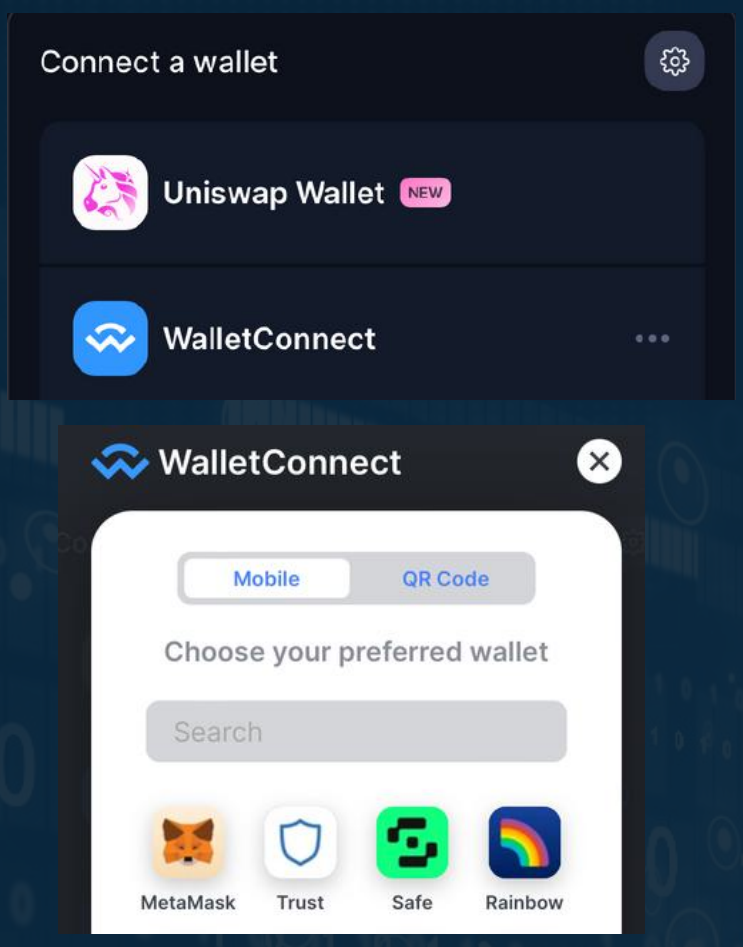 Connect a wallet
Uniswap Wallet NEW
WalletConnect
WalletConnect
Mobile QR Code
Choose your preferred wallet
Search
MetaMask Trust Safe Rainbow